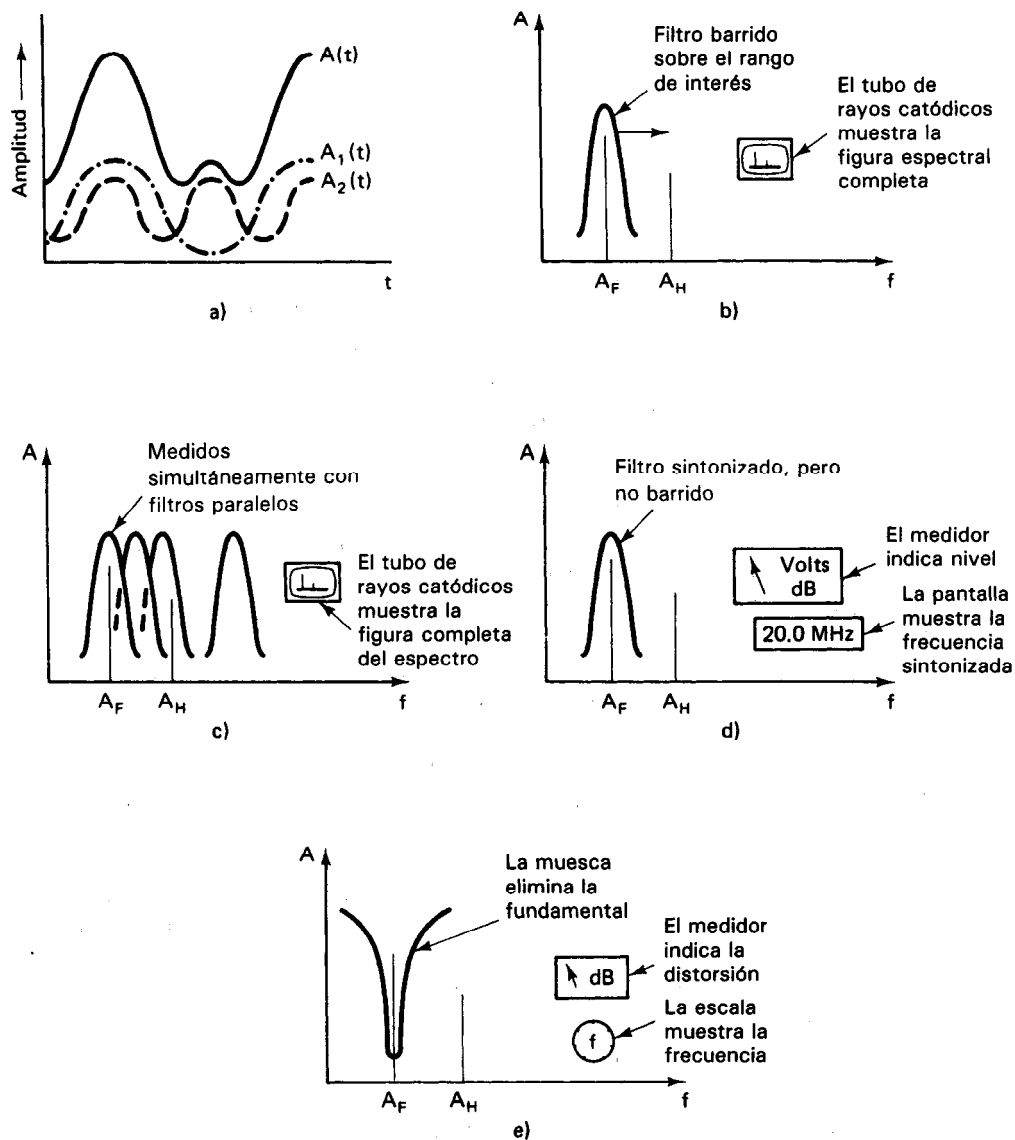 Amplitud
A(t)
A₁(t)
A₂(t)
t
a)
A
Filtro barrido
sobre el rango
de interés
El tubo de
rayos catódicos
muestra la
figura espectral
completa
A_F
A_H
f
b)
A
Medidos
simultáneamente con
filtros paralelos
El tubo de
rayos catódicos
muestra la
figura completa
del espectro
A_F
A_H
f
c)
A
Filtro sintonizado, pero
no barrido
Volts
dB
El medidor
indica nivel
20.0 MHz
La pantalla
muestra la
frecuencia
sintonizada
A_F
A_H
f
d)
A
La muesca
elimina la
fundamental
dB
El medidor
indica la
distorsión
f
La escala
muestra la
frecuencia
A_F
A_H
f
e)